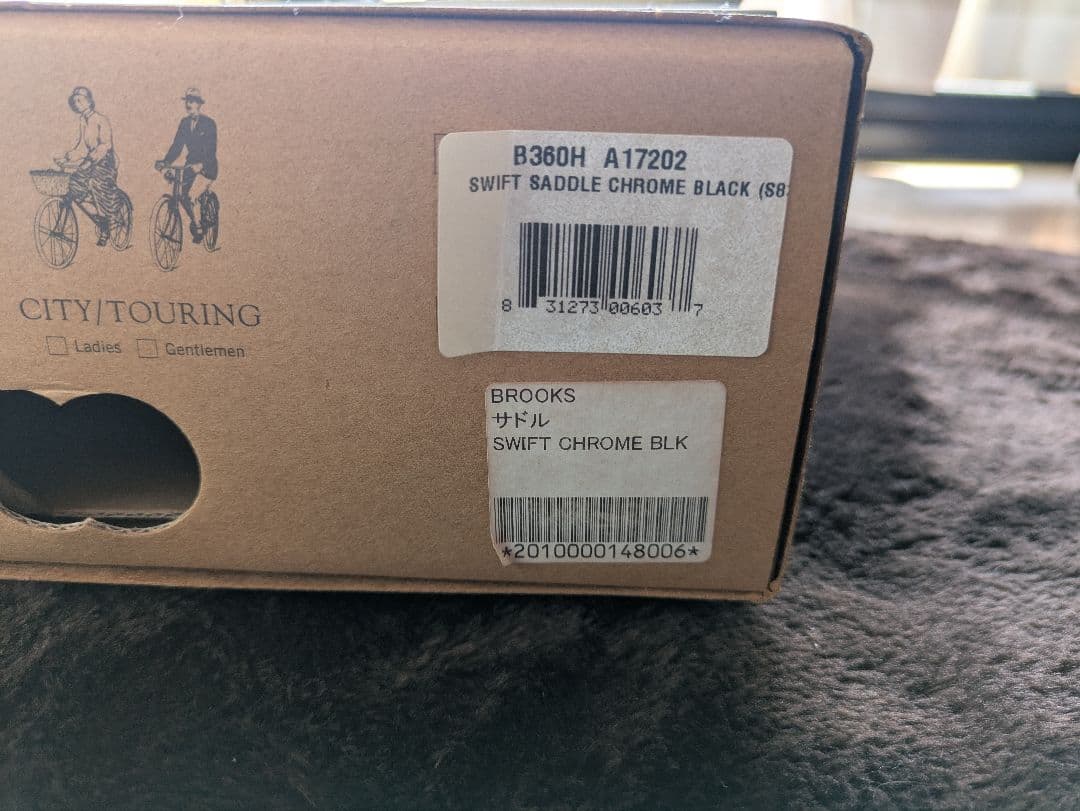 CITY/TOURING
Ladies Gentlemen
B360H A17202
SWIFT SADDLE CHROME BLACK (S8
8 31273 00603 7
BROOKS
サドル
SWIFT CHROME BLK
*2010000148006*